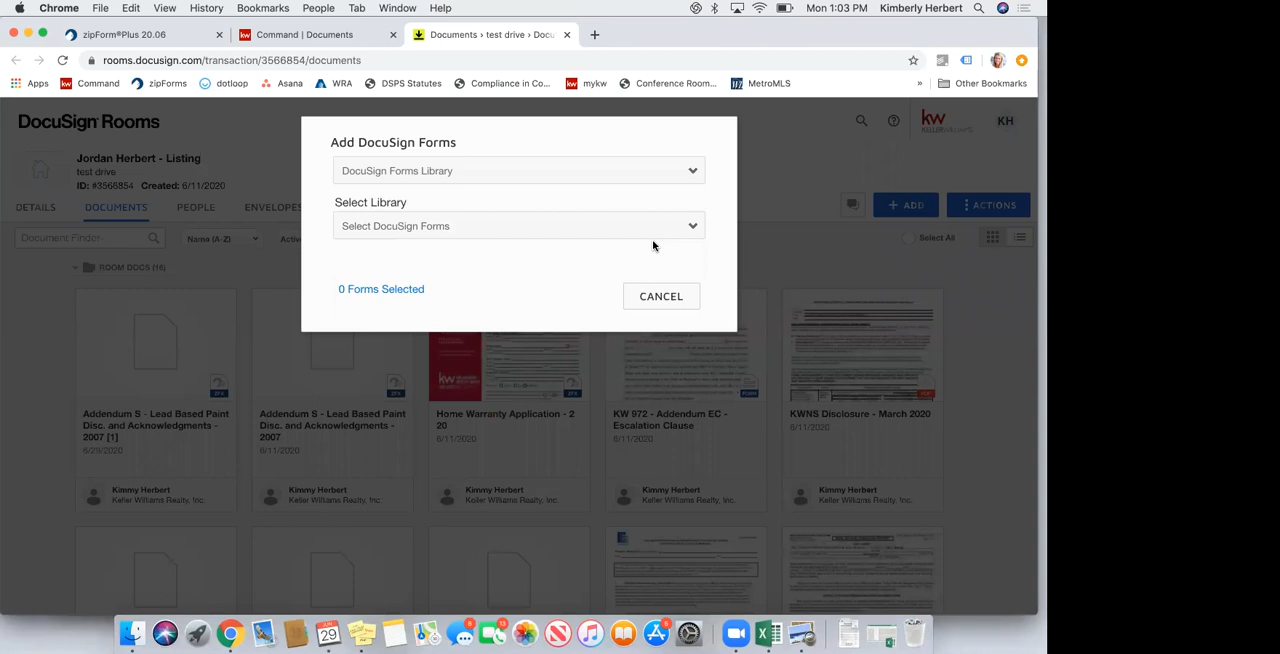 Chrome File Edit View History Bookmarks People Tab Window Help Mon 1:03 PM Kimberly Herbert
zipForm®Plus 20.06 Command | Documents Documents › test drive › Docu
rooms.docusign.com/transaction/3566854/documents
Apps Command zipForms dotloop Asana WRA DSPS Statutes Compliance in Co... mykw Conference Room... MetroMLS » Other Bookmarks
DocuSign Rooms
kw
KELLERWILLIAMS
KH
Jordan Herbert - Listing
test drive
ID: #3566854 Created: 6/11/2020
DETAILS DOCUMENTS PEOPLE ENVELOPES
+ ADD ACTIONS
Document Finder Name (A-Z) Activ Select All
ROOM DOCS (16)
Add DocuSign Forms
DocuSign Forms Library
Select Library
Select DocuSign Forms
0 Forms Selected
CANCEL
Addendum S - Lead Based Paint
Disc. and Acknowledgments -
2007 [1]
6/29/2020
Kimmy Herbert
Keller Williams Realty, Inc.
Addendum S - Lead Based Paint
Disc. and Acknowledgments -
2007
6/11/2020
Kimmy Herbert
Keller Williams Realty, Inc.
kw
Home Warranty Application - 2
20
6/11/2020
Kimmy Herbert
Keller Williams Realty, Inc.
KW 972 - Addendum EC -
Escalation Clause
6/11/2020
Kimmy Herbert
Keller Williams Realty, Inc.
KWNS Disclosure - March 2020
6/11/2020
Kimmy Herbert
Keller Williams Realty, Inc.
JUN
29